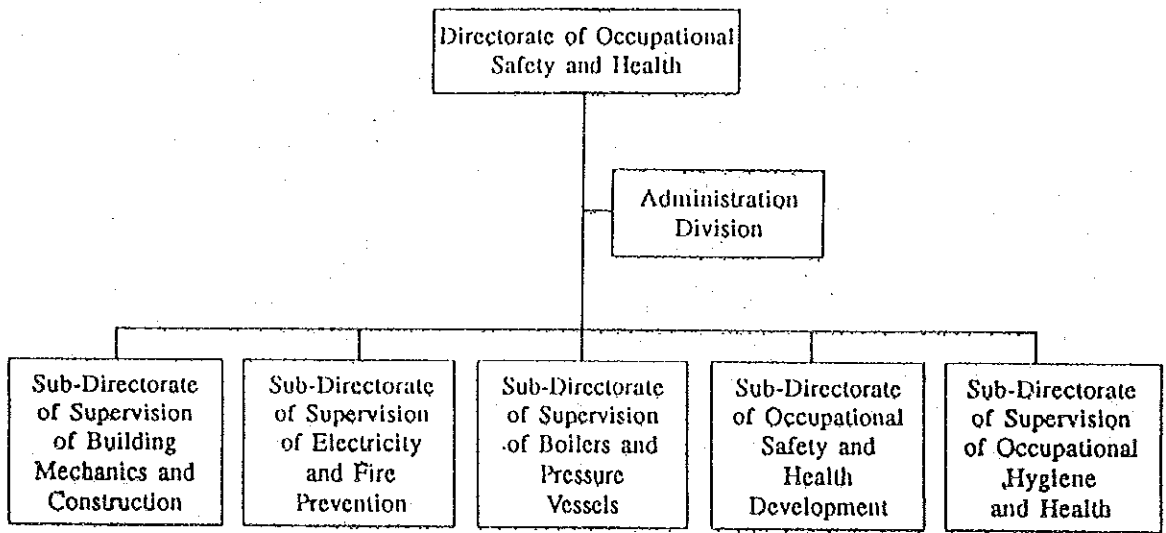 Directorate of Occupational
Safety and Health
Administration
Division
Sub-Directorate
of Supervision
of Building
Mechanics and
Construction
Sub-Directorate
of Supervision
of Electricity
and Fire
Prevention
Sub-Directorate
of Supervision
of Boilers and
Pressure
Vessels
Sub-Directorate
of Occupational
Safety and
Health
Development
Sub-Directorate
of Supervision
of Occupational
Hygiene
and Health